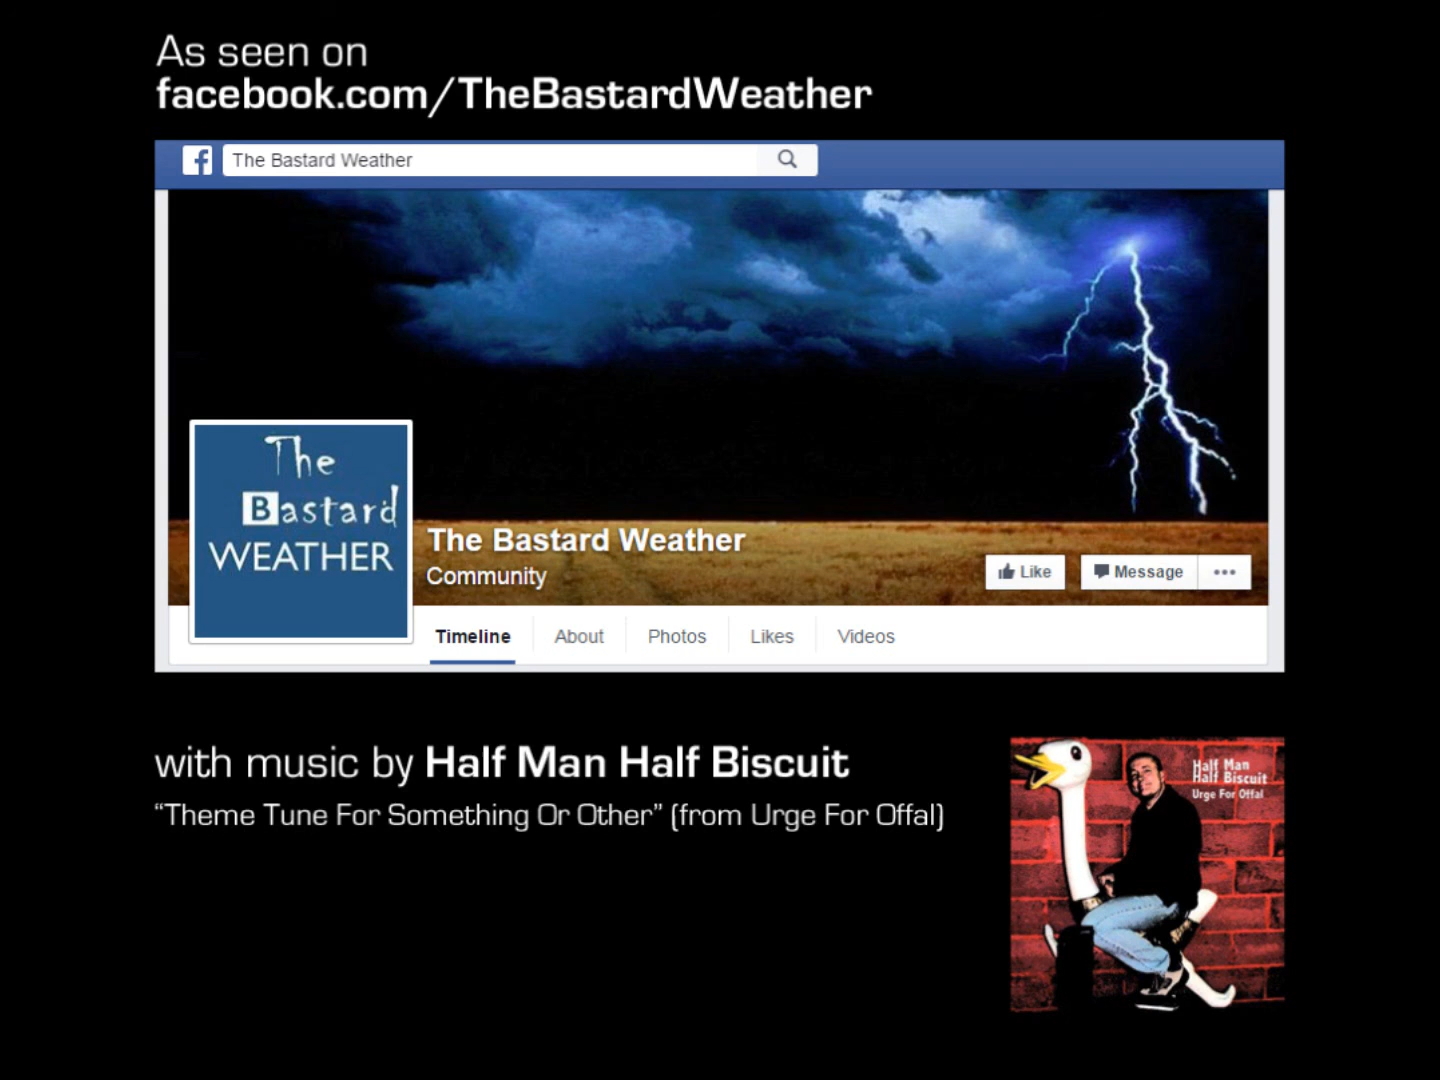 As seen on
facebook.com/TheBastardWeather
f The Bastard Weather
The
Bastard
WEATHER
The Bastard Weather
Community
Like Message
Timeline About Photos Likes Videos
with music by Half Man Half Biscuit
“Theme Tune For Something Or Other” (from Urge For Offal)
Half Man
Half Biscuit
Urge For Offal